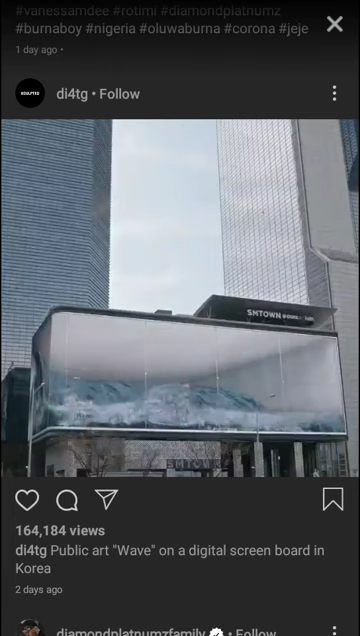 #vanessamdee #rotimi #diamondplatnumz
#burnaboy #nigeria #oluwaburna #corona #jeje
1 day ago •
di4tg • Follow
SMTOWN
SMTOWN
164,184 views
di4tg Public art "Wave" on a digital screen board in
Korea
2 days ago
diamondplatnumzfamily • Follow